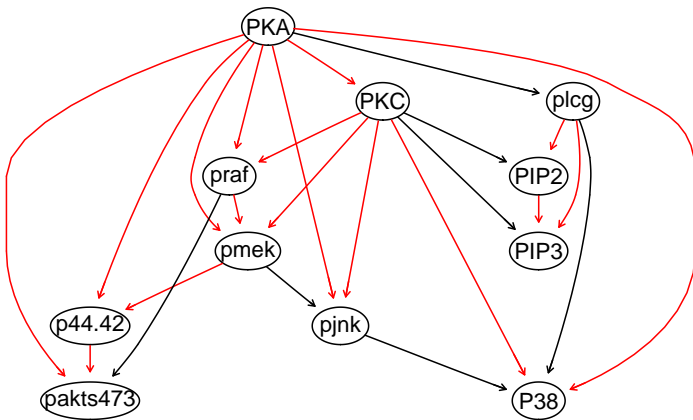 PKA
PKC
plcg
praf
PIP2
pmek
PIP3
p44.42
pjnk
pakts473
P38